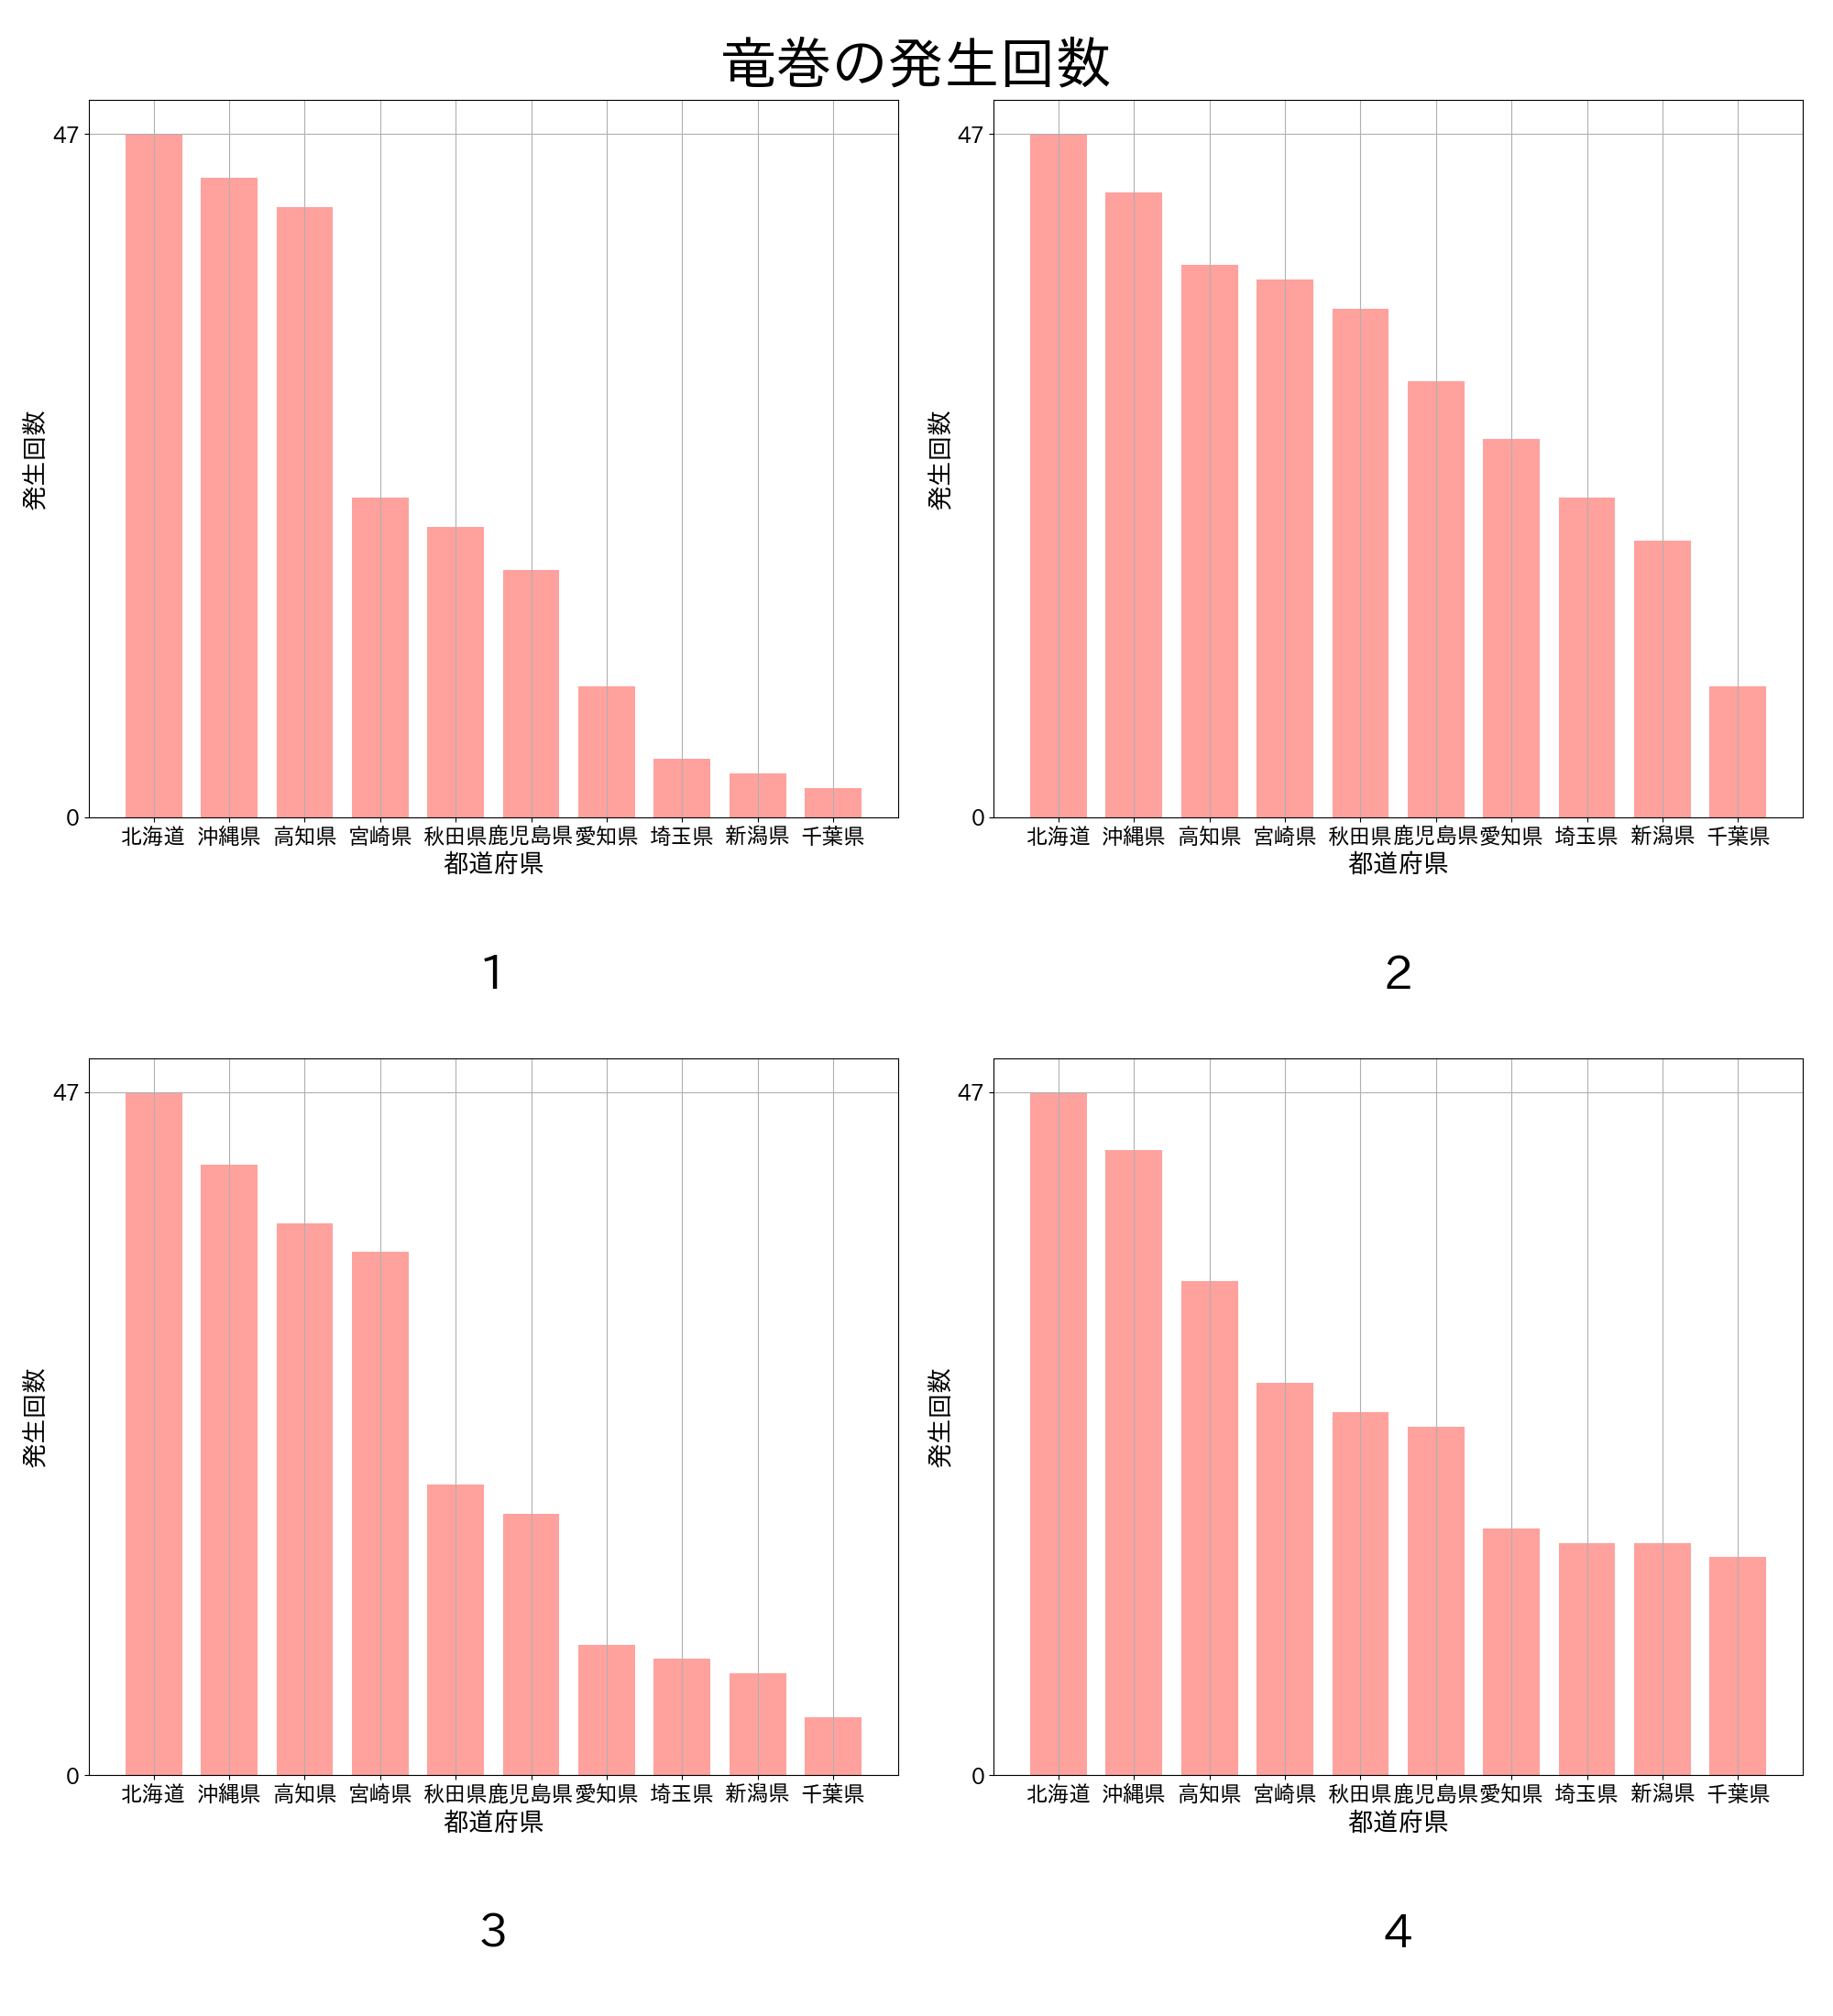 竜巻の発生回数
47
0
発生回数
北海道 沖縄県 高知県 宮崎県 秋田県 鹿児島県 愛知県 埼玉県 新潟県 千葉県
都道府県
1
47
0
発生回数
北海道 沖縄県 高知県 宮崎県 秋田県 鹿児島県 愛知県 埼玉県 新潟県 千葉県
都道府県
2
47
0
発生回数
北海道 沖縄県 高知県 宮崎県 秋田県 鹿児島県 愛知県 埼玉県 新潟県 千葉県
都道府県
3
47
0
発生回数
北海道 沖縄県 高知県 宮崎県 秋田県 鹿児島県 愛知県 埼玉県 新潟県 千葉県
都道府県
4